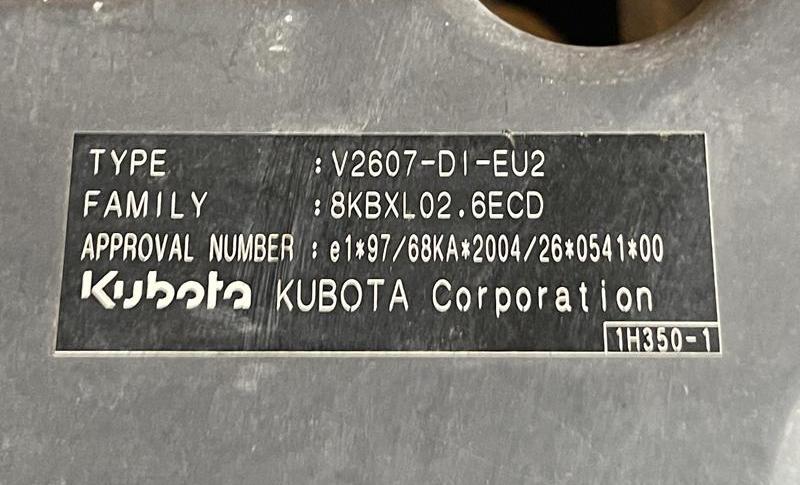 TYPE : V2607-DI-EU2
FAMILY : 8KBXL02.6ECD
APPROVAL NUMBER : e1*97/68KA*2004/26*0541*00
Kubota KUBOTA Corporation
1H350-1